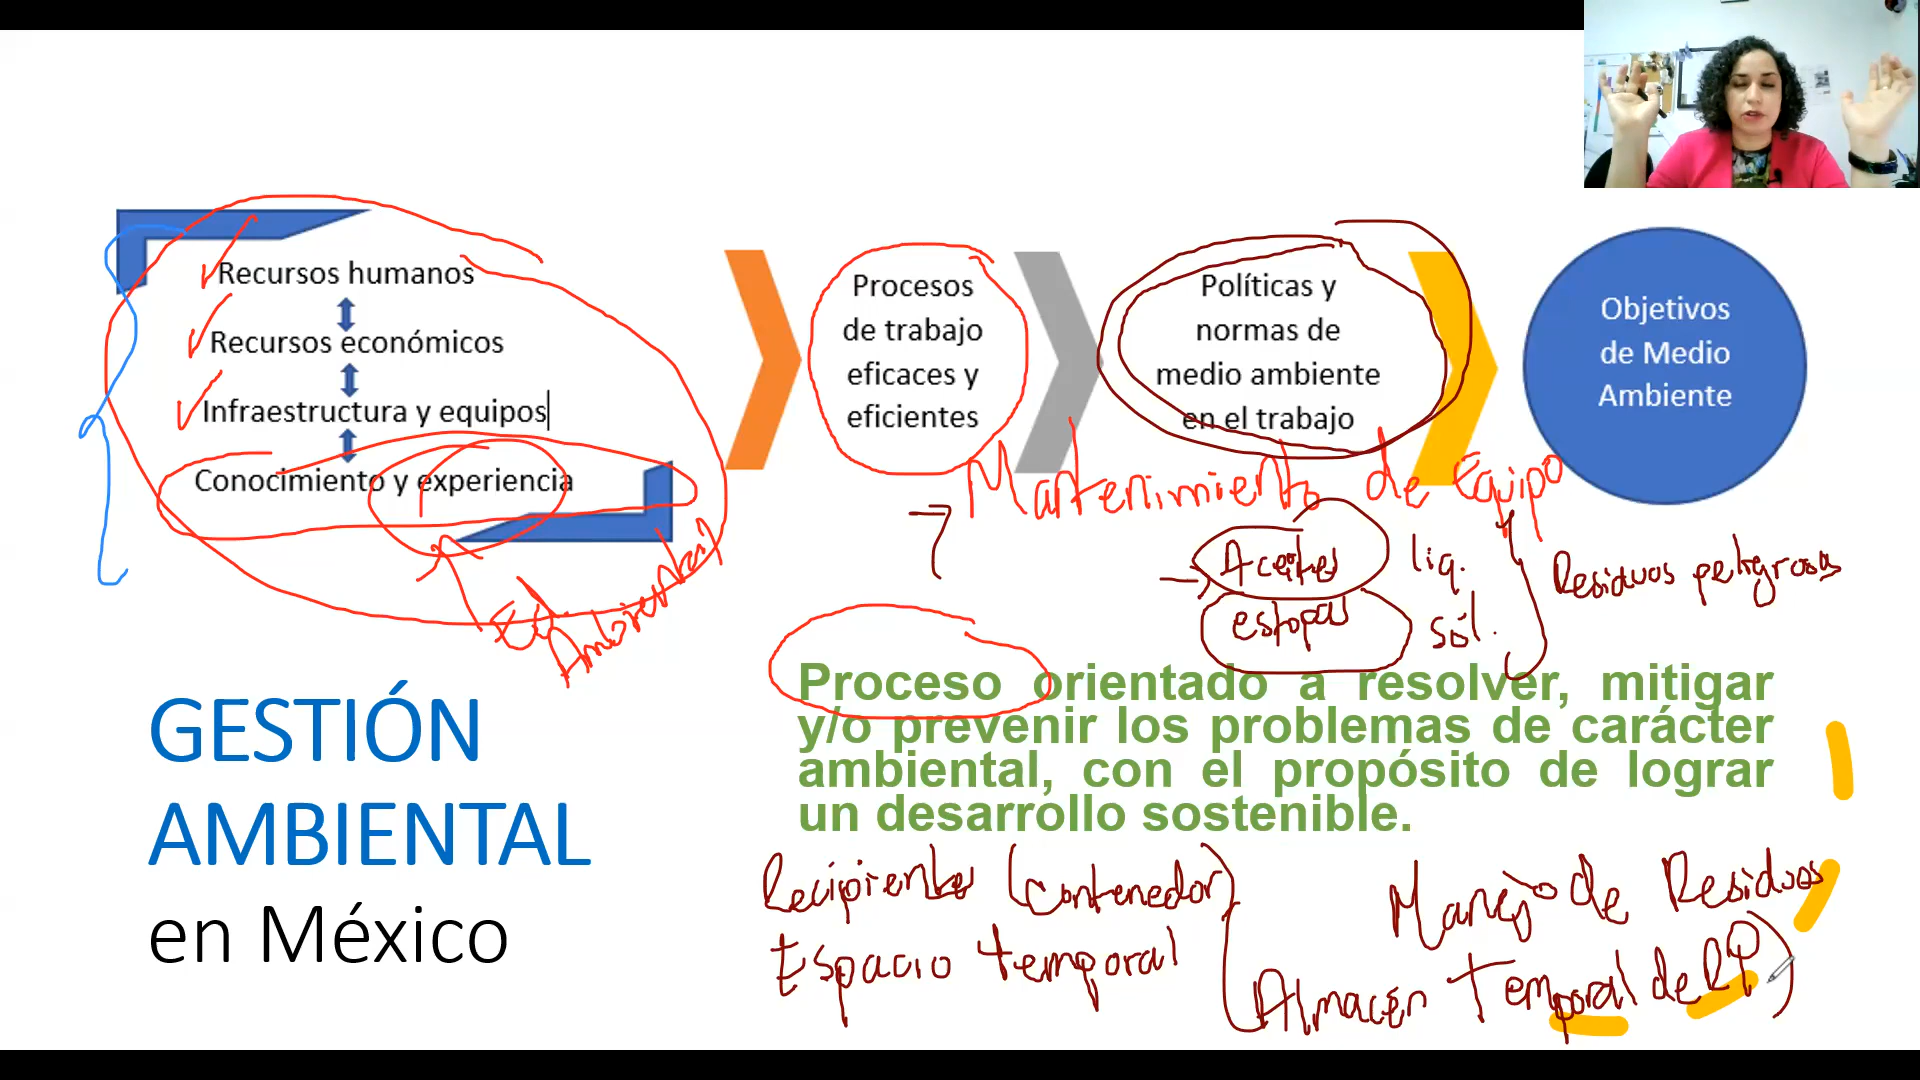 Recursos humanos
Recursos económicos
Infraestructura y equipos
Conocimiento y experiencia
Procesos
de trabajo
eficaces y
eficientes
Políticas y
normas de
medio ambiente
en el trabajo
Objetivos
de Medio
Ambiente
Mantenimiento de Equipo
Aceites liq.
estopas sól.
Residuos peligrosos
Ed.
Ambiental
GESTIÓN
AMBIENTAL
en México
Proceso orientado a resolver, mitigar
y/o prevenir los problemas de carácter
ambiental, con el propósito de lograr
un desarrollo sostenible.
Recipientes (Contenedor)
Espacio temporal
Manejo de Residuos
Almacén Temporal de RP)